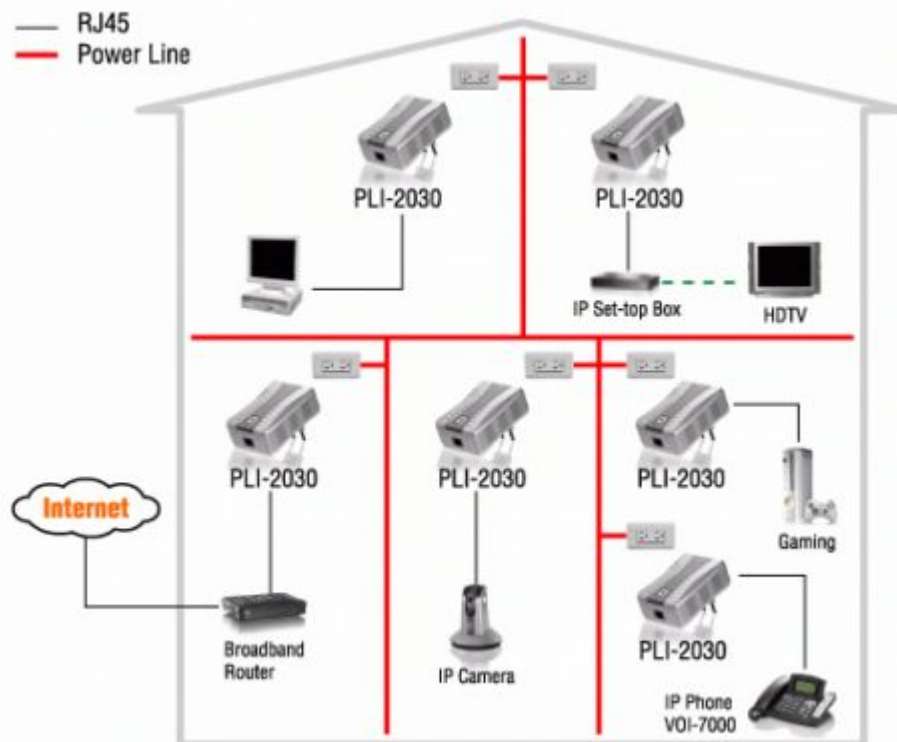 RJ45
Power Line
PLI-2030
PLI-2030
IP Set-top Box
HDTV
PLI-2030
PLI-2030
PLI-2030
Internet
Gaming
Broadband
Router
IP Camera
PLI-2030
IP Phone
VOI-7000